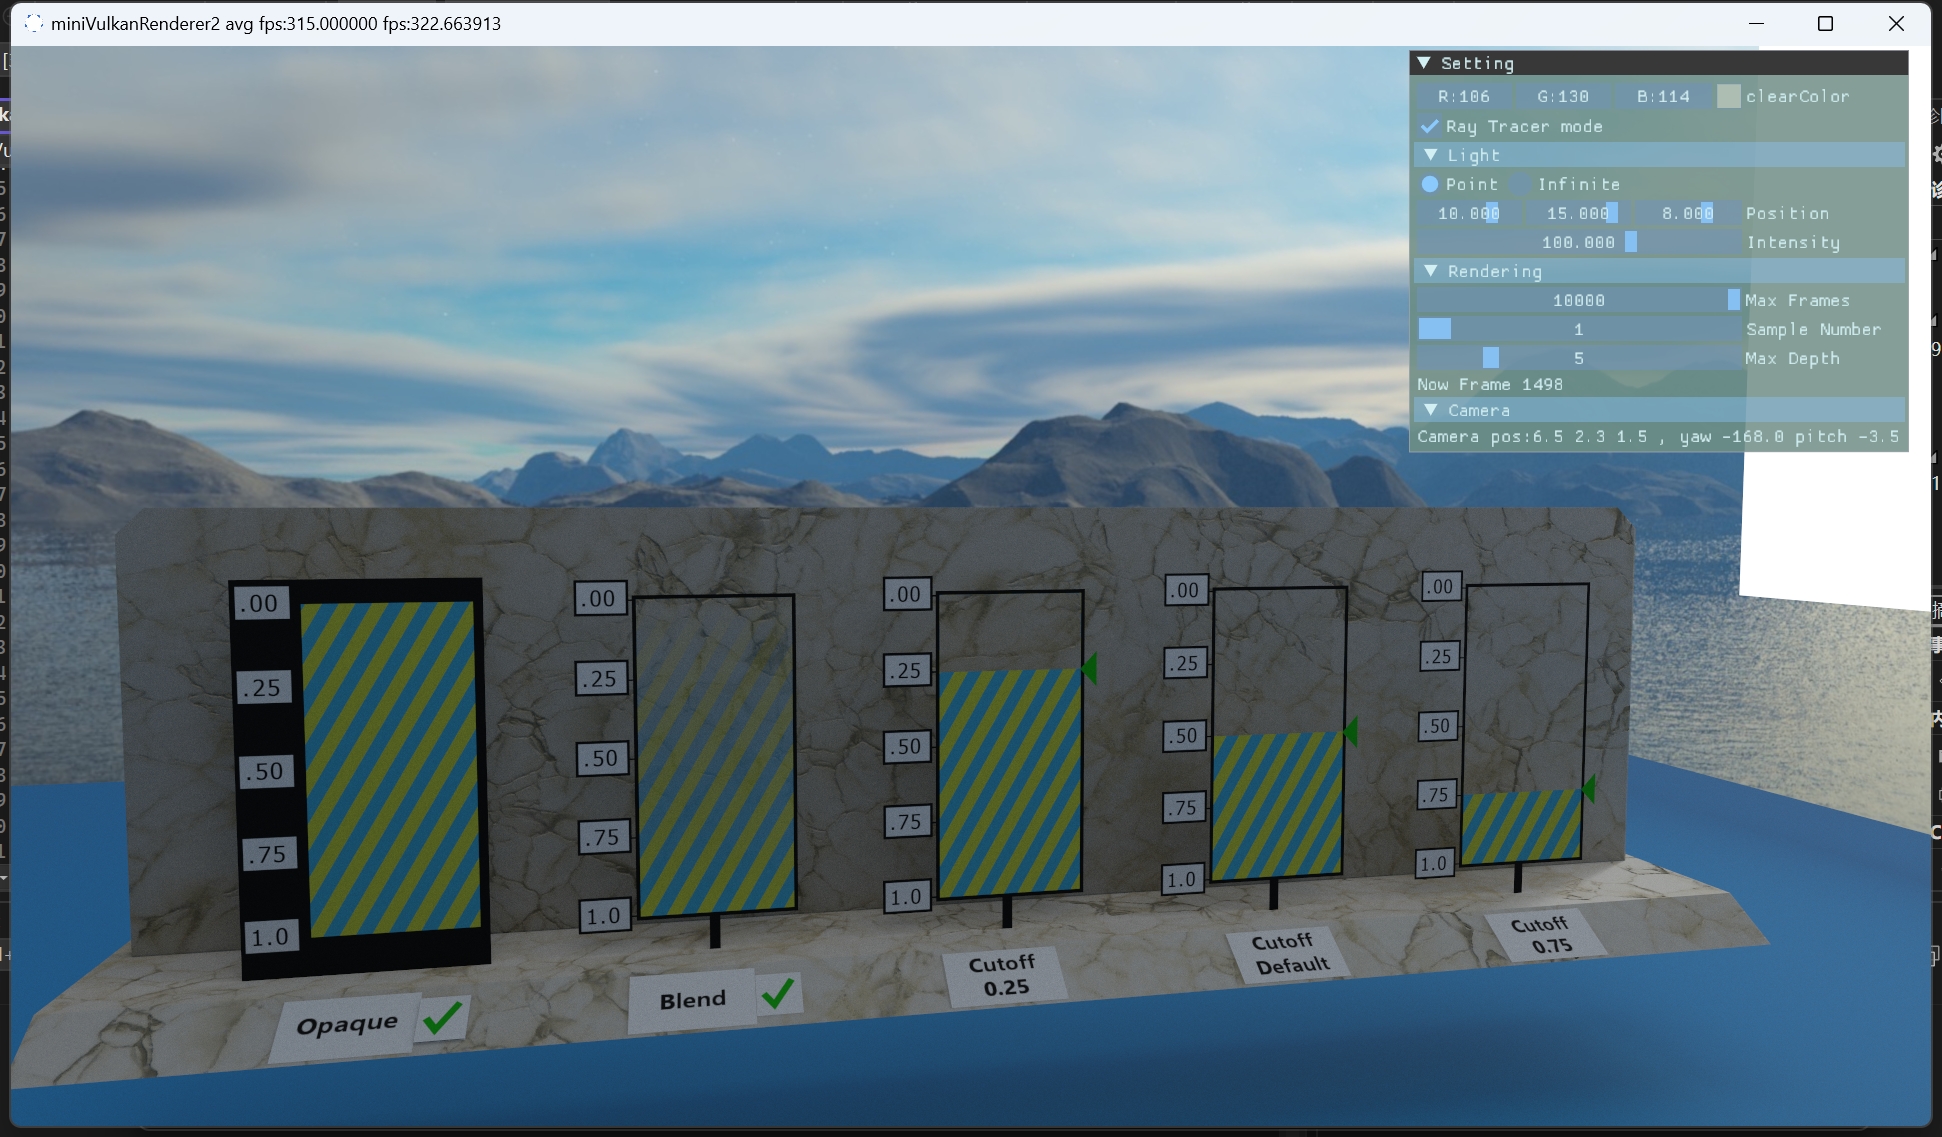 miniVulkanRenderer2 avg fps:315.000000 fps:322.663913
Setting
R:106 G:130 B:114 clearColor
Ray Tracer mode
Light
Point Infinite
10.000 15.000 8.000 Position
100.000 Intensity
Rendering
10000 Max Frames
1 Sample Number
5 Max Depth
Now Frame 1498
Camera
Camera pos:6.5 2.3 1.5 , yaw -168.0 pitch -3.5
.00
.25
.50
.75
1.0
Opaque
.00
.25
.50
.75
1.0
Blend
.00
.25
.50
.75
1.0
Cutoff
0.25
.00
.25
.50
.75
1.0
Cutoff
Default
.00
.25
.50
.75
1.0
Cutoff
0.75